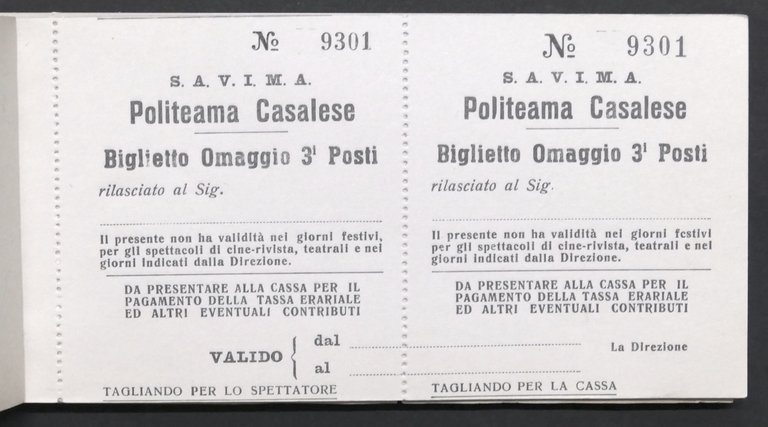 № 9301
S. A. V. I. M. A.
Politeama Casalese
Biglietto Omaggio 3ⁱ Posti
rilasciato al Sig.
Il presente non ha validità nei giorni festivi,
per gli spettacoli di cine-rivista, teatrali e nei
giorni indicati dalla Direzione.
DA PRESENTARE ALLA CASSA PER IL
PAGAMENTO DELLA TASSA ERARIALE
ED ALTRI EVENTUALI CONTRIBUTI
VALIDO { dal
al
TAGLIANDO PER LO SPETTATORE
№ 9301
S. A. V. I. M. A.
Politeama Casalese
Biglietto Omaggio 3ⁱ Posti
rilasciato al Sig.
Il presente non ha validità nei giorni festivi,
per gli spettacoli di cine-rivista, teatrali e nei
giorni indicati dalla Direzione.
DA PRESENTARE ALLA CASSA PER IL
PAGAMENTO DELLA TASSA ERARIALE
ED ALTRI EVENTUALI CONTRIBUTI
La Direzione
TAGLIANDO PER LA CASSA